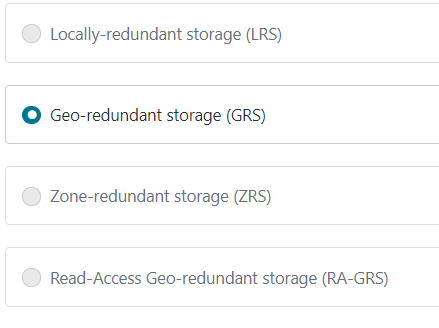 Locally-redundant storage (LRS)
Geo-redundant storage (GRS)
Zone-redundant storage (ZRS)
Read-Access Geo-redundant storage (RA-GRS)